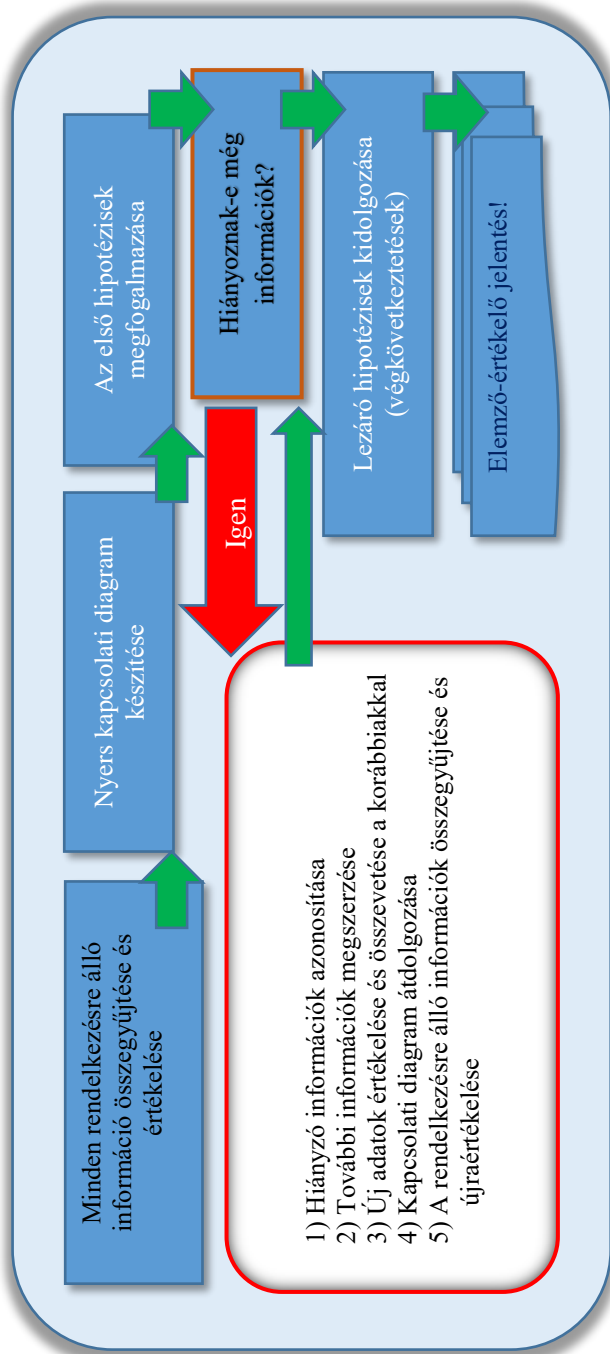 Minden rendelkezésre álló
információ összegyűjtése és
értékelése
Nyers kapcsolati diagram
készítése
Az első hipotézisek
megfogalmazása
Hiányoznak-e még
információk?
Igen
1) Hiányzó információk azonosítása
2) További információk megszerzése
3) Új adatok értékelése és összevetése a korábbiakkal
4) Kapcsolati diagram átdolgozása
5) A rendelkezésre álló információk összegyűjtése és
újraértékelése
Lezáró hipotézisek kidolgozása
(végkövetkeztetések)
Elemző-értékelő jelentés!